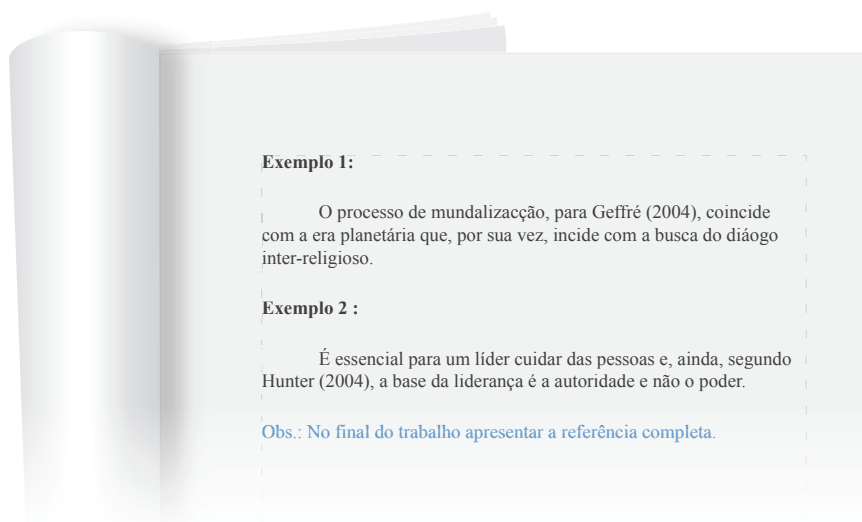 Exemplo 1:
O processo de mundalizacção, para Geffré (2004), coincide
com a era planetária que, por sua vez, incide com a busca do diáogo
inter-religioso.
Exemplo 2 :
É essencial para um líder cuidar das pessoas e, ainda, segundo
Hunter (2004), a base da liderança é a autoridade e não o poder.
Obs.: No final do trabalho apresentar a referência completa.